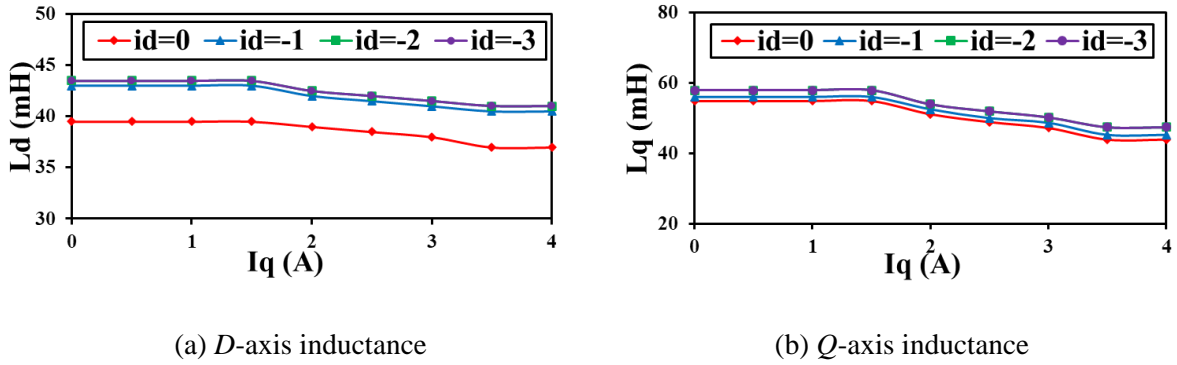 50
45
40
35
30
Ld (mH)
id=0 id=-1 id=-2 id=-3
0 1 2 3 4
Iq (A)
(a) D-axis inductance
80
60
40
20
Lq (mH)
id=0 id=-1 id=-2 id=-3
0 1 2 3 4
Iq (A)
(b) Q-axis inductance